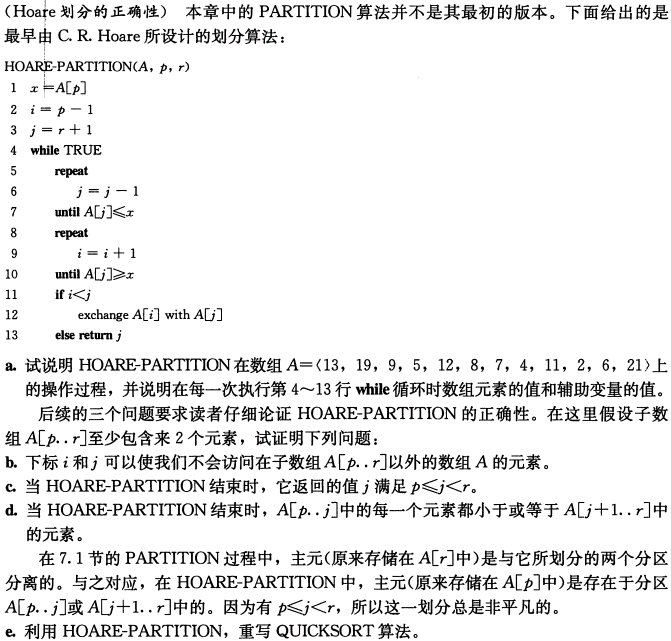 （Hoare 划分的正确性） 本章中的 PARTITION 算法并不是其最初的版本。下面给出的是
最早由 C. R. Hoare 所设计的划分算法：
HOARE-PARTITION(A, p, r)
1 x=A[p]
2 i = p − 1
3 j = r + 1
4 while TRUE
5 repeat
6 j = j − 1
7 until A[j]≤x
8 repeat
9 i = i + 1
10 until A[j]≥x
11 if i<j
12 exchange A[i] with A[j]
13 else return j
a. 试说明 HOARE-PARTITION 在数组 A=〈13, 19, 9, 5, 12, 8, 7, 4, 11, 2, 6, 21〉上
的操作过程，并说明在每一次执行第 4～13 行 while 循环时数组元素的值和辅助变量的值。
后续的三个问题要求读者仔细论证 HOARE-PARTITION 的正确性。在这里假设子数
组 A[p..r]至少包含来 2 个元素，试证明下列问题：
b. 下标 i 和 j 可以使我们不会访问在子数组 A[p..r]以外的数组 A 的元素。
c. 当 HOARE-PARTITION 结束时，它返回的值 j 满足 p≤j<r。
d. 当 HOARE-PARTITION 结束时，A[p..j]中的每一个元素都小于或等于 A[j+1..r]中
的元素。
在 7.1 节的 PARTITION 过程中，主元(原来存储在 A[r]中)是与它所划分的两个分区
分离的。与之对应，在 HOARE-PARTITION 中，主元(原来存储在 A[p]中)是存在于分区
A[p..j]或 A[j+1..r]中的。因为有 p≤j<r，所以这一划分总是非平凡的。
e. 利用 HOARE-PARTITION，重写 QUICKSORT 算法。